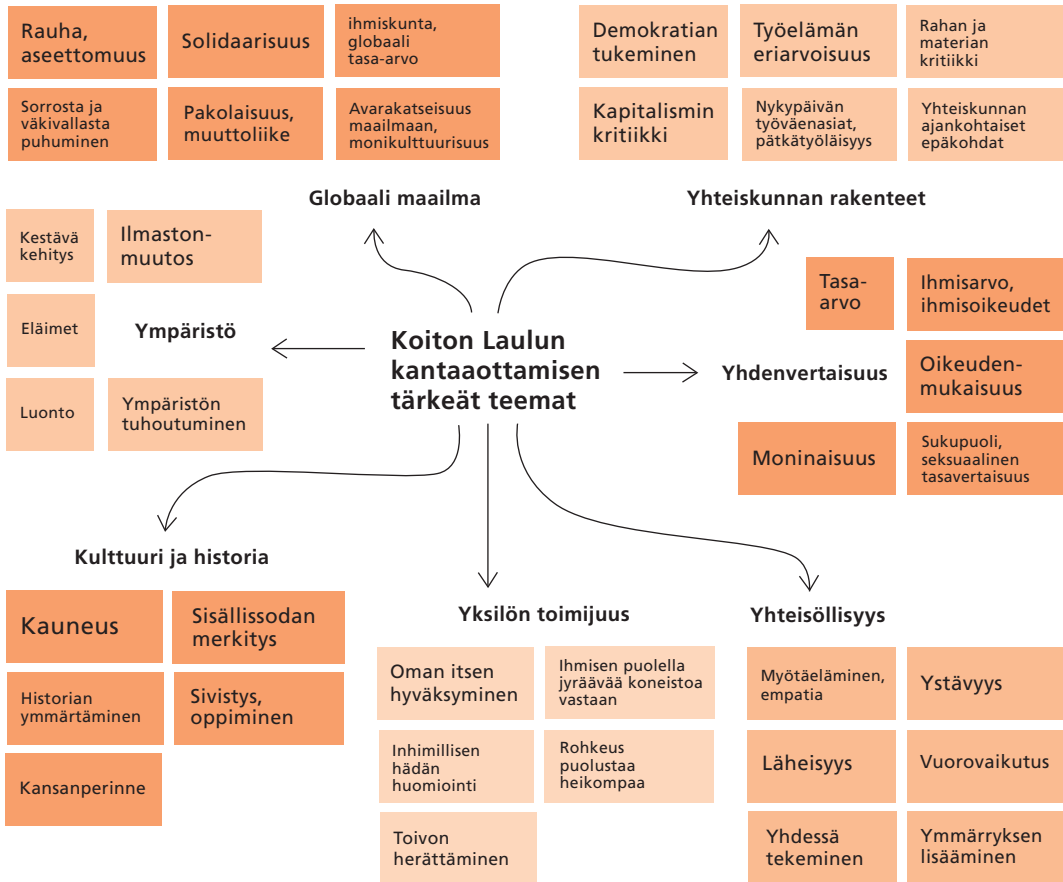 Rauha,
aseettomuus
Solidaarisuus
ihmiskunta,
globaali
tasa-arvo
Sorrosta ja
väkivallasta
puhuminen
Pakolaisuus,
muuttoliike
Avarakatseisuus
maailmaan,
monikulttuurisuus
Globaali maailma
Demokratian
tukeminen
Työelämän
eriarvoisuus
Rahan ja
materian
kritiikki
Kapitalismin
kritiikki
Nykypäivän
työväenasiat,
pätkätyöläisyys
Yhteiskunnan
ajankohtaiset
epäkohdat
Yhteiskunnan rakenteet
Kestävä
kehitys
Ilmaston-
muutos
Eläimet
Ympäristö
Luonto
Ympäristön
tuhoutuminen
Koiton Laulun
kantaaottamisen
tärkeät teemat
Tasa-
arvo
Ihmisarvo,
ihmisoikeudet
Yhdenvertaisuus
Oikeuden-
mukaisuus
Moninaisuus
Sukupuoli,
seksuaalinen
tasavertaisuus
Kulttuuri ja historia
Kauneus
Sisällissodan
merkitys
Historian
ymmärtäminen
Sivistys,
oppiminen
Kansanperinne
Yksilön toimijuus
Oman itsen
hyväksyminen
Ihmisen puolella
jyräävää koneistoa
vastaan
Inhimillisen
hädän
huomiointi
Rohkeus
puolustaa
heikompaa
Toivon
herättäminen
Yhteisöllisyys
Myötäeläminen,
empatia
Ystävyys
Läheisyys
Vuorovaikutus
Yhdessä
tekeminen
Ymmärryksen
lisääminen